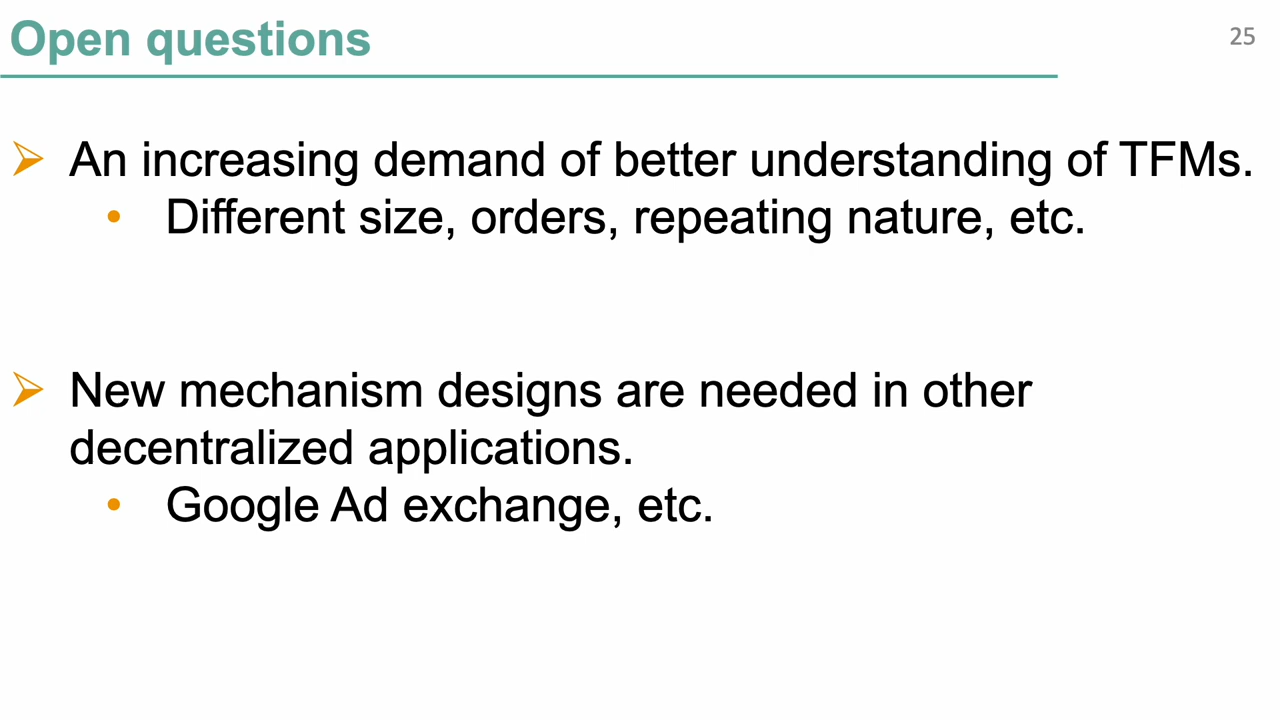 Open questions
25
An increasing demand of better understanding of TFMs.
Different size, orders, repeating nature, etc.
New mechanism designs are needed in other
decentralized applications.
Google Ad exchange, etc.